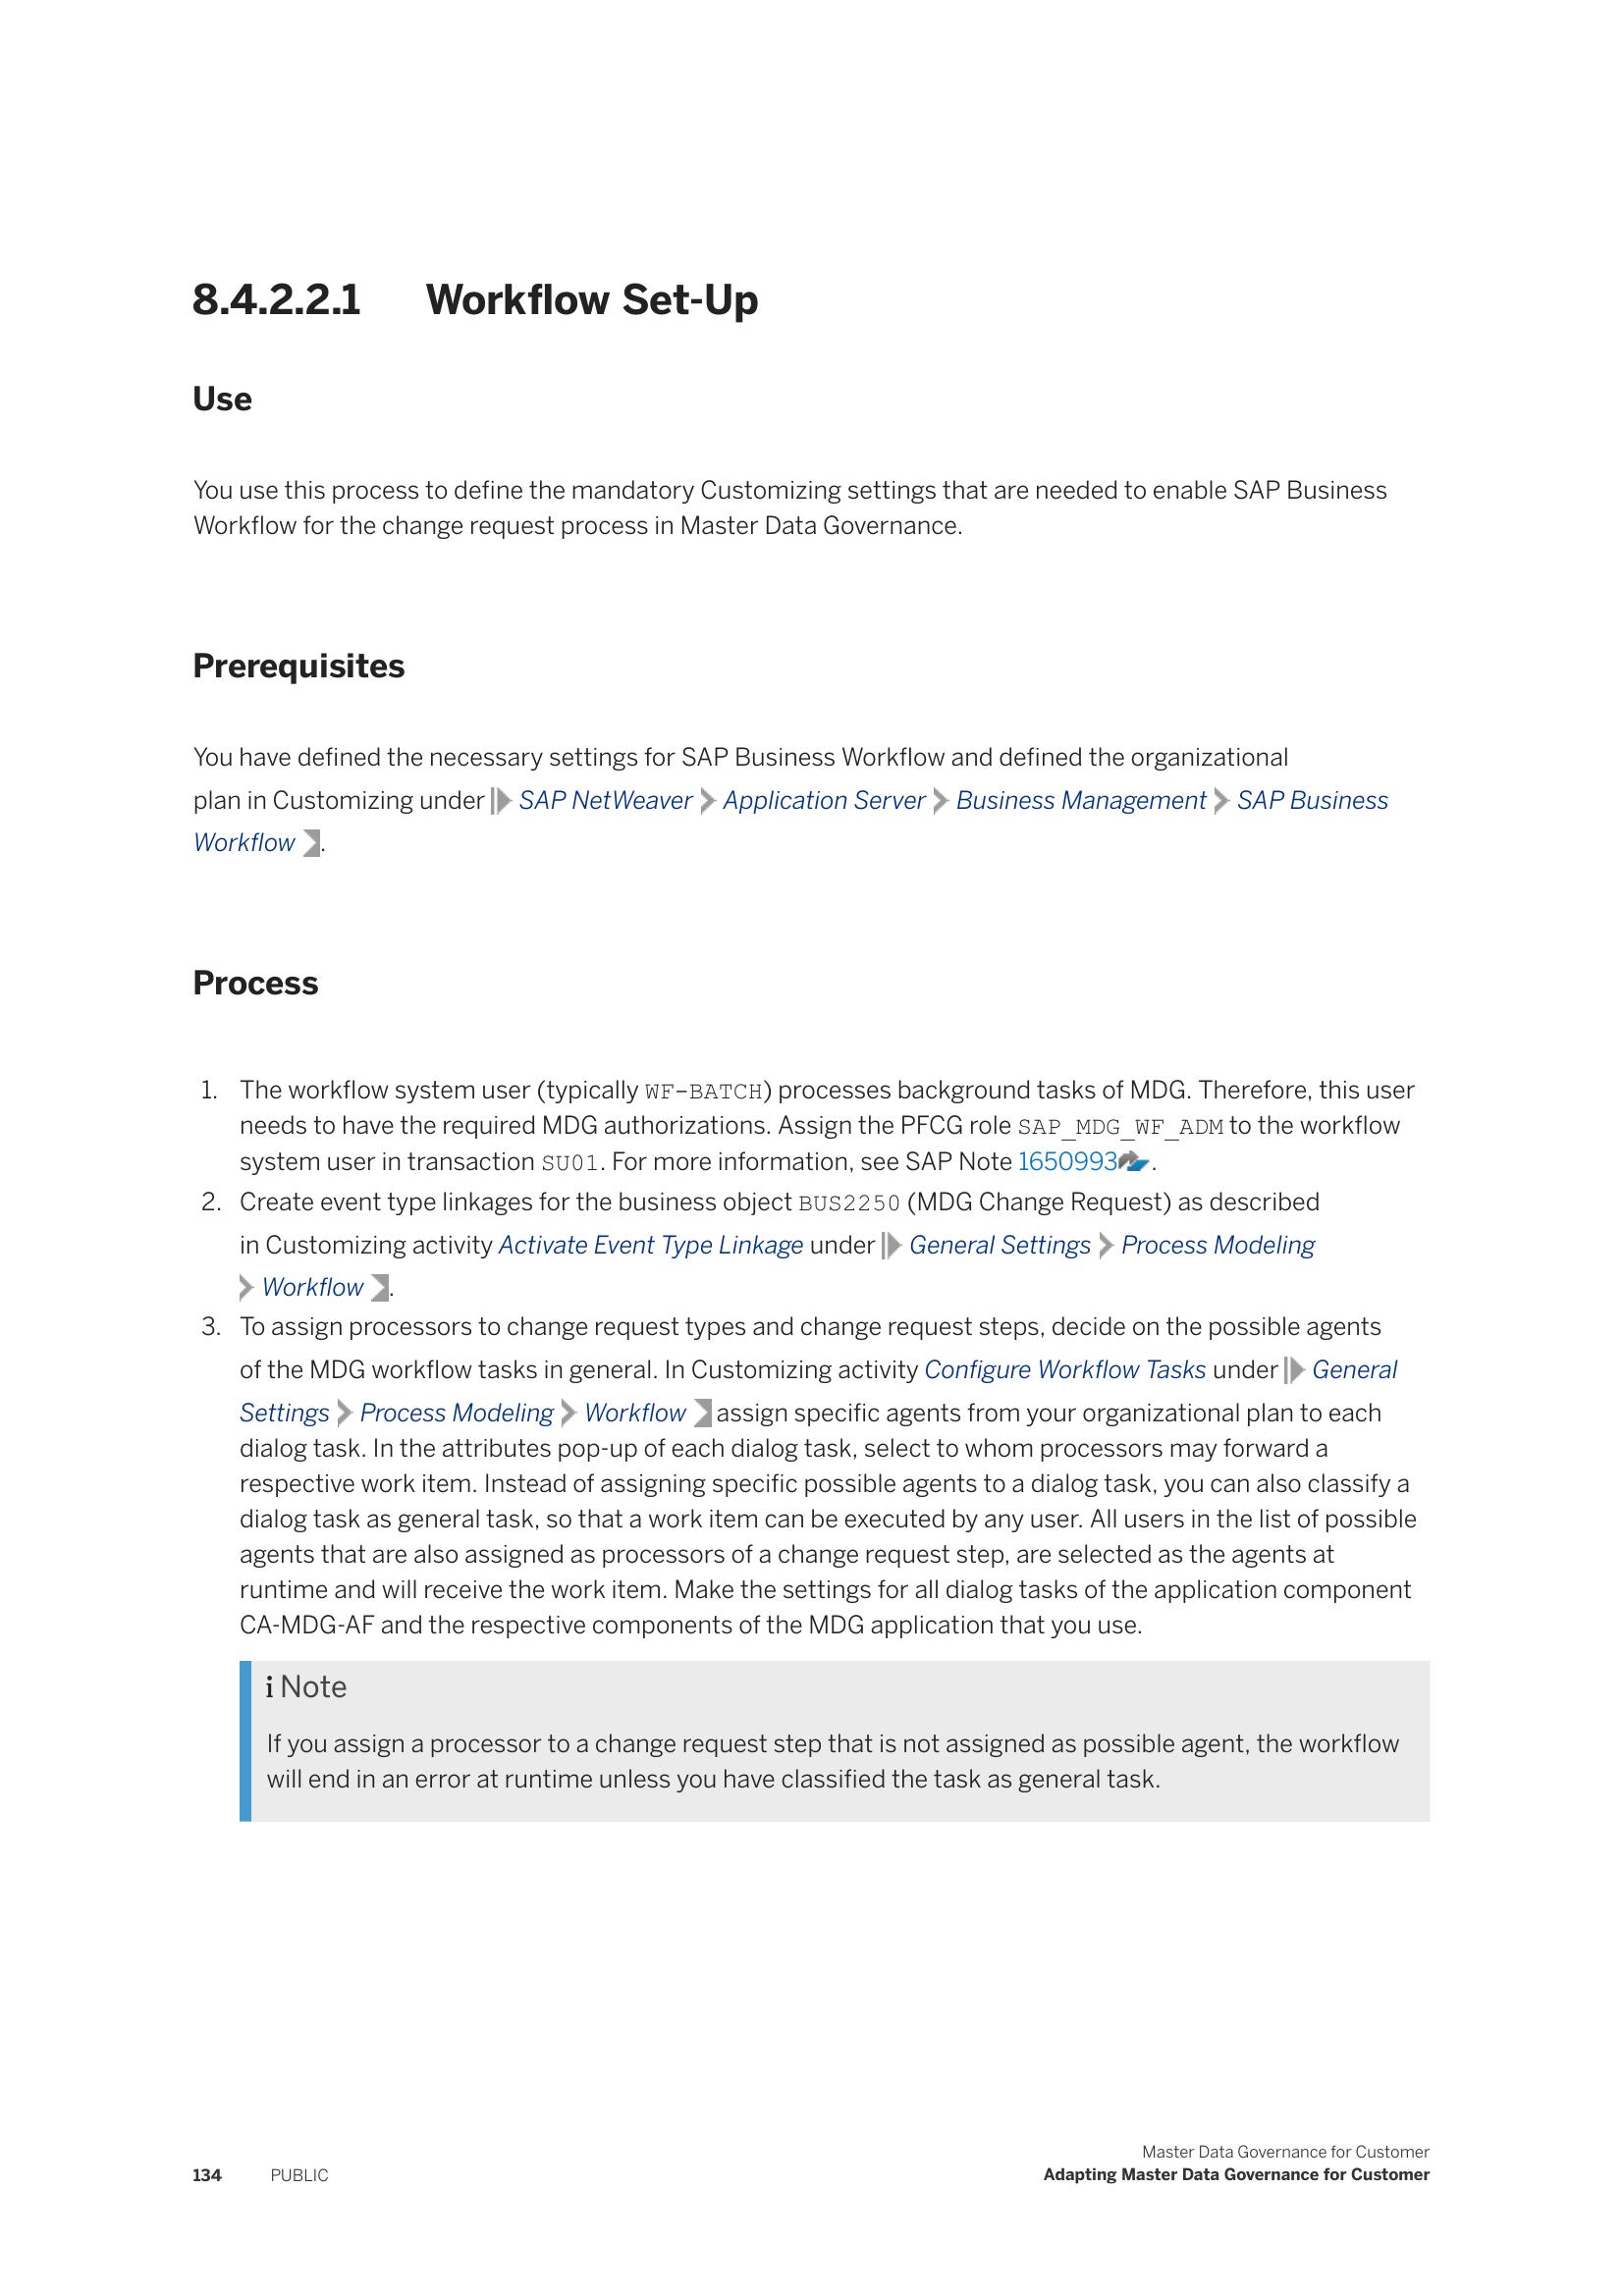 8.4.2.2.1 Workflow Set-Up
Use
You use this process to define the mandatory Customizing settings that are needed to enable SAP Business
Workflow for the change request process in Master Data Governance.
Prerequisites
You have defined the necessary settings for SAP Business Workflow and defined the organizational
plan in Customizing under SAP NetWeaver Application Server Business Management SAP Business
Workflow .
Process
1. The workflow system user (typically WF-BATCH) processes background tasks of MDG. Therefore, this user
needs to have the required MDG authorizations. Assign the PFCG role SAP_MDG_WF_ADM to the workflow
system user in transaction SU01. For more information, see SAP Note 1650993 .
2. Create event type linkages for the business object BUS2250 (MDG Change Request) as described
in Customizing activity Activate Event Type Linkage under General Settings Process Modeling
Workflow .
3. To assign processors to change request types and change request steps, decide on the possible agents
of the MDG workflow tasks in general. In Customizing activity Configure Workflow Tasks under General
Settings Process Modeling Workflow assign specific agents from your organizational plan to each
dialog task. In the attributes pop-up of each dialog task, select to whom processors may forward a
respective work item. Instead of assigning specific possible agents to a dialog task, you can also classify a
dialog task as general task, so that a work item can be executed by any user. All users in the list of possible
agents that are also assigned as processors of a change request step, are selected as the agents at
runtime and will receive the work item. Make the settings for all dialog tasks of the application component
CA-MDG-AF and the respective components of the MDG application that you use.
i Note
If you assign a processor to a change request step that is not assigned as possible agent, the workflow
will end in an error at runtime unless you have classified the task as general task.
Master Data Governance for Customer
134 PUBLIC Adapting Master Data Governance for Customer